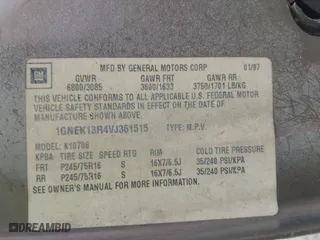 GM
MFD BY GENERAL MOTORS CORP 01/97
GVWR GAWR FRT GAWR RR
6800/3085 3600/1633 3750/1701 LB/KG
THIS VEHICLE CONFORMS TO ALL APPLICABLE U.S. FEDERAL MOTOR
VEHICLE SAFETY STANDARDS IN EFFECT ON THE DATE OF
MANUFACTURE SHOWN ABOVE.
1GNEK13R4VJ361515 TYPE: M.P.V.
SEE OWNER MANUAL FOR MORE INFORMATION.
MODEL: K10706
KPBA TIRE SIZE SPEED RTG RIM COLD TIRE PRESSURE
FRT P245/75R16 S 16X7/6.5J 35/240 PSI/KPA
RR P245/75R16 S 16X7/6.5J 35/240 PSI/KPA